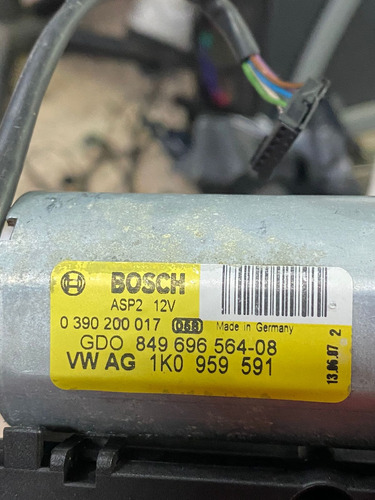 BOSCH
ASP2 12V
0 390 200 017 068 Made in Germany
GDO 849 696 564-08
VW AG 1K0 959 591
13.06.07 2